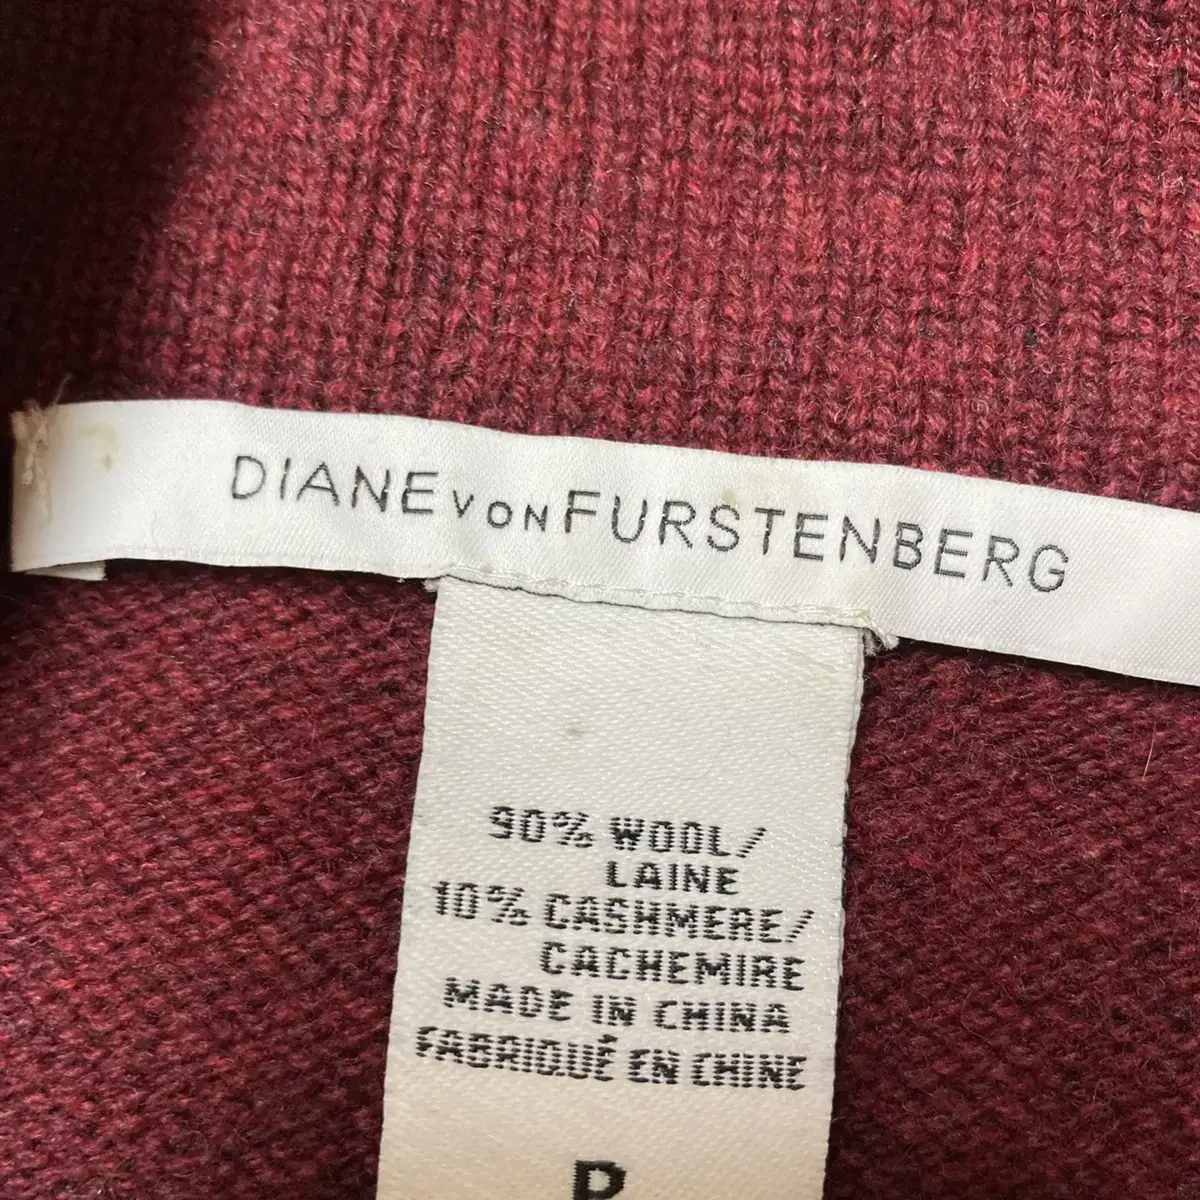 DIANE VON FURSTENBERG
90% WOOL/
LAINE
10% CASHMERE/
CACHEMIRE
MADE IN CHINA
FABRIQUÉ EN CHINE
P